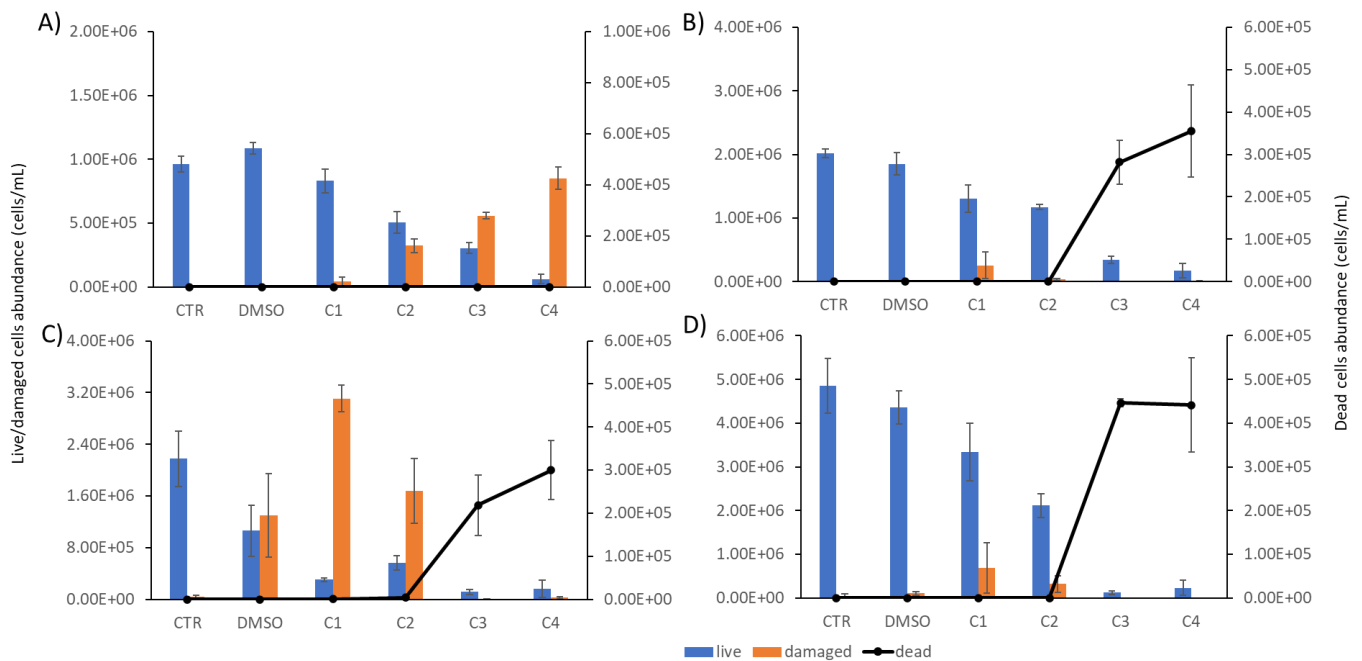 A)
2.00E+06
1.50E+06
1.00E+06
5.00E+05
0.00E+00
1.00E+06
8.00E+05
6.00E+05
4.00E+05
2.00E+05
0.00E+00
CTR DMSO C1 C2 C3 C4
B)
4.00E+06
3.00E+06
2.00E+06
1.00E+06
0.00E+00
6.00E+05
5.00E+05
4.00E+05
3.00E+05
2.00E+05
1.00E+05
0.00E+00
CTR DMSO C1 C2 C3 C4
C)
4.00E+06
3.20E+06
2.40E+06
1.60E+06
8.00E+05
0.00E+00
6.00E+05
5.00E+05
4.00E+05
3.00E+05
2.00E+05
1.00E+05
0.00E+00
CTR DMSO C1 C2 C3 C4
D)
6.00E+06
5.00E+06
4.00E+06
3.00E+06
2.00E+06
1.00E+06
0.00E+00
6.00E+05
5.00E+05
4.00E+05
3.00E+05
2.00E+05
1.00E+05
0.00E+00
CTR DMSO C1 C2 C3 C4
Live/damaged cells abundance (cells/mL)
Dead cells abundance (cells/mL)
live damaged dead